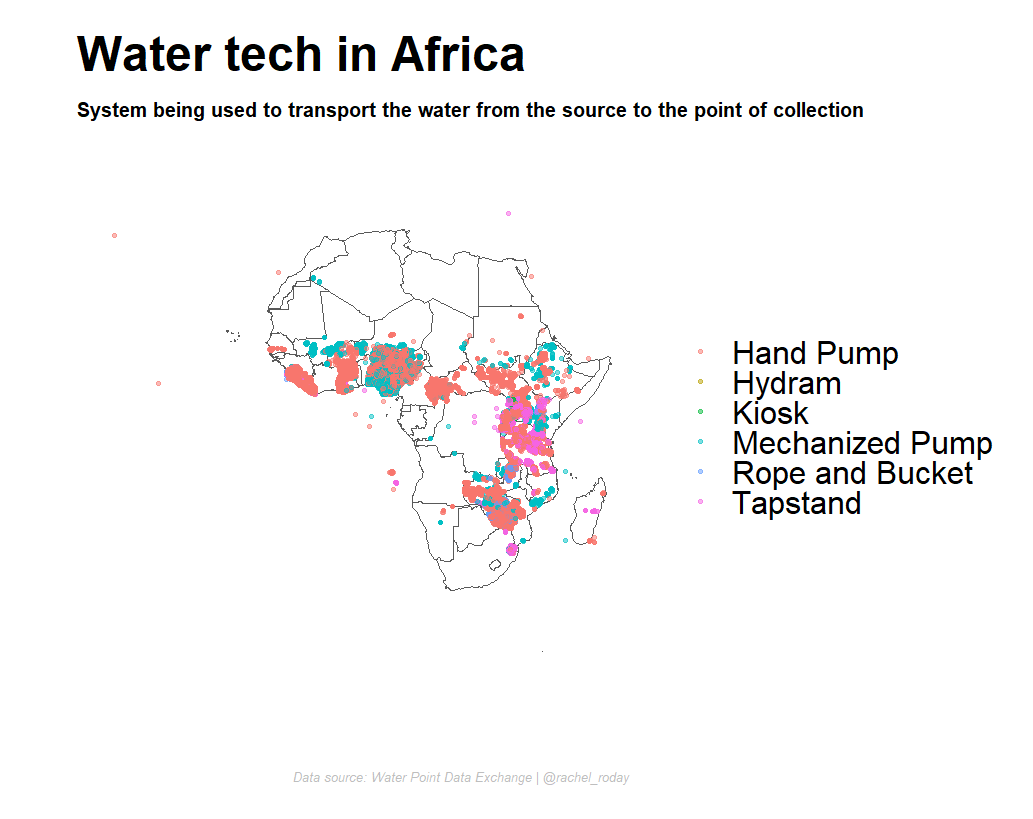 Water tech in Africa
System being used to transport the water from the source to the point of collection
Hand Pump
Hydram
Kiosk
Mechanized Pump
Rope and Bucket
Tapstand
Data source: Water Point Data Exchange | @rachel_roday